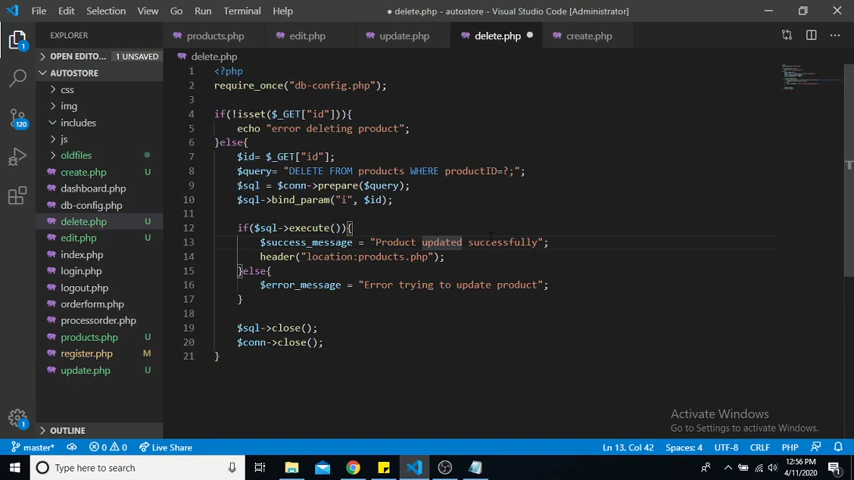 File Edit Selection View Go Run Terminal Help
delete.php - autostore - Visual Studio Code [Administrator]
EXPLORER
products.php
edit.php
update.php
delete.php
create.php
OPEN EDITO... 1 UNSAVED
AUTOSTORE
css
img
includes
js
oldfiles
create.php U
dashboard.php
db-config.php
delete.php U
edit.php U
index.php
login.php
logout.php
orderform.php
processorder.php
products.php U
register.php M
update.php U
OUTLINE
120
1
delete.php
1 <?php
2 require_once("db-config.php");
3
4 if(!isset($_GET["id"])){
5 echo "error deleting product";
6 }else{
7 $id= $_GET["id"];
8 $query= "DELETE FROM products WHERE productID=?;";
9 $sql = $conn->prepare($query);
10 $sql->bind_param("i", $id);
11
12 if($sql->execute()){
13 $success_message = "Product updated successfully";
14 header("location:products.php");
15 }else{
16 $error_message = "Error trying to update product";
17 }
18
19 $sql->close();
20 $conn->close();
21 }
Activate Windows
Go to Settings to activate Windows.
master* 0 0 Live Share
Ln 13, Col 42 Spaces: 4 UTF-8 CRLF PHP
Type here to search
12:56 PM
4/11/2020